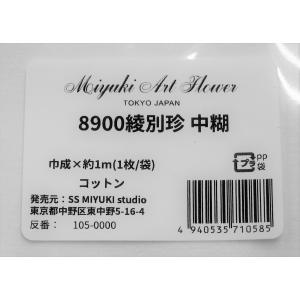 Miyuki Art Flower
TOKYO JAPAN
8900綾別珍 中糊
巾成×約1m(1枚/袋)
コットン
プラ
pp
袋
発売元：SS MIYUKI studio
東京都中野区東中野5-16-4
反番： 105-0000
4 940535 710585